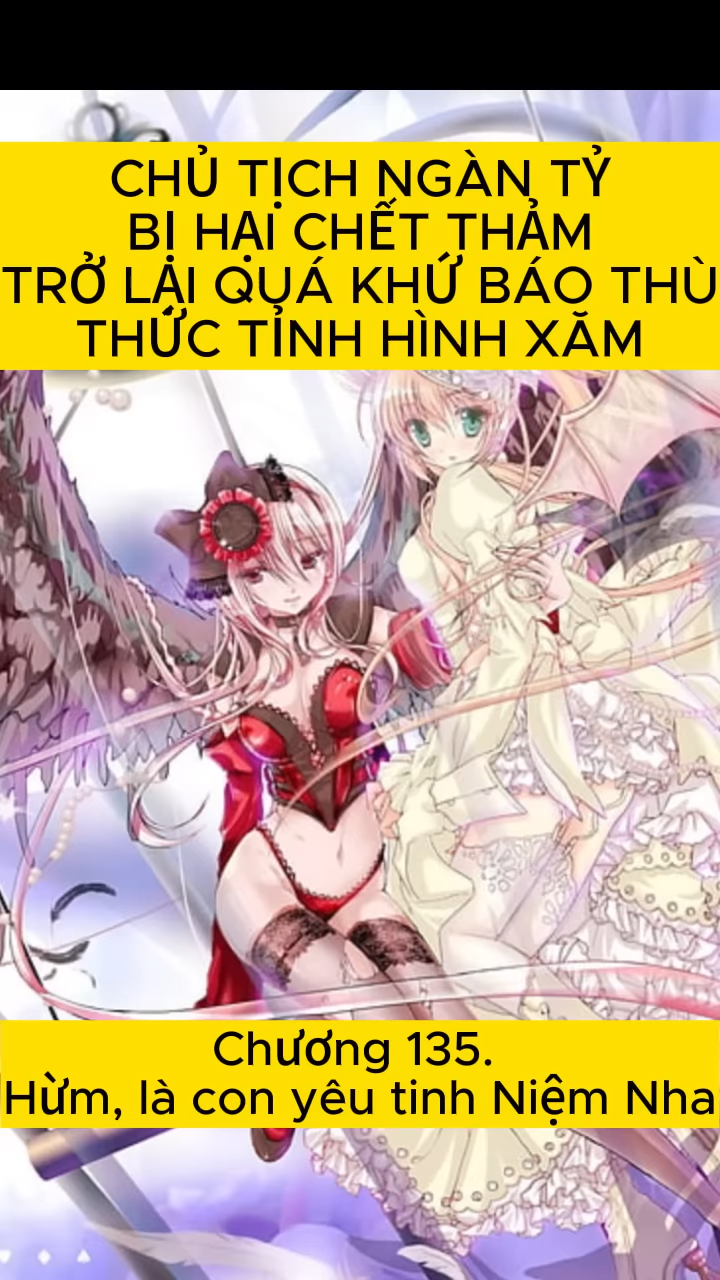 CHỦ TỊCH NGÀN TỶ
BỊ HẠI CHẾT THẢM
TRỞ LẠI QUÁ KHỨ BÁO THÙ
THỨC TỈNH HÌNH XĂM
Chương 135.
Hừm, là con yêu tinh Niệm Nha